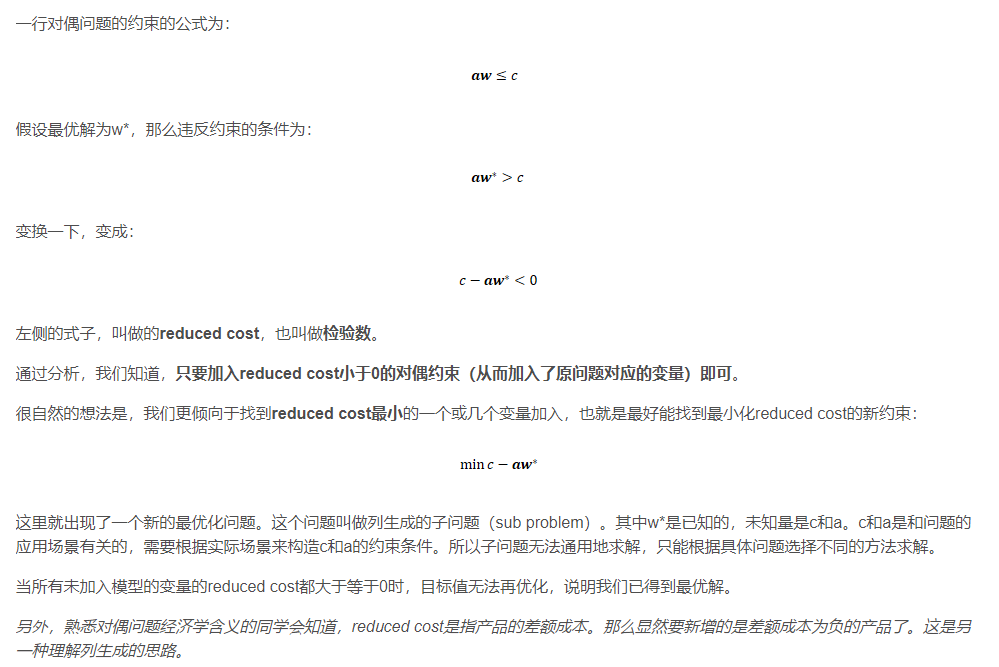 一行对偶问题的约束的公式为：
aw ≤ c
假设最优解为w*，那么违反约束的条件为：
aw* > c
变换一下，变成：
c − aw* < 0
左侧的式子，叫做的reduced cost，也叫做检验数。
通过分析，我们知道，只要加入reduced cost小于0的对偶约束（从而加入了原问题对应的变量）即可。
很自然的想法是，我们更倾向于找到reduced cost最小的一个或几个变量加入，也就是最好能找到最小化reduced cost的新约束：
min c − aw*
这里就出现了一个新的最优化问题。这个问题叫做列生成的子问题（sub problem）。其中w*是已知的，未知量是c和a。c和a是和问题的
应用场景有关的，需要根据实际场景来构造c和a的约束条件。所以子问题无法通用地求解，只能根据具体问题选择不同的方法求解。
当所有未加入模型的变量的reduced cost都大于等于0时，目标值无法再优化，说明我们已得到最优解。
另外，熟悉对偶问题经济学含义的同学会知道，reduced cost是指产品的差额成本。那么显然要新增的是差额成本为负的产品了。这是另
一种理解列生成的思路。